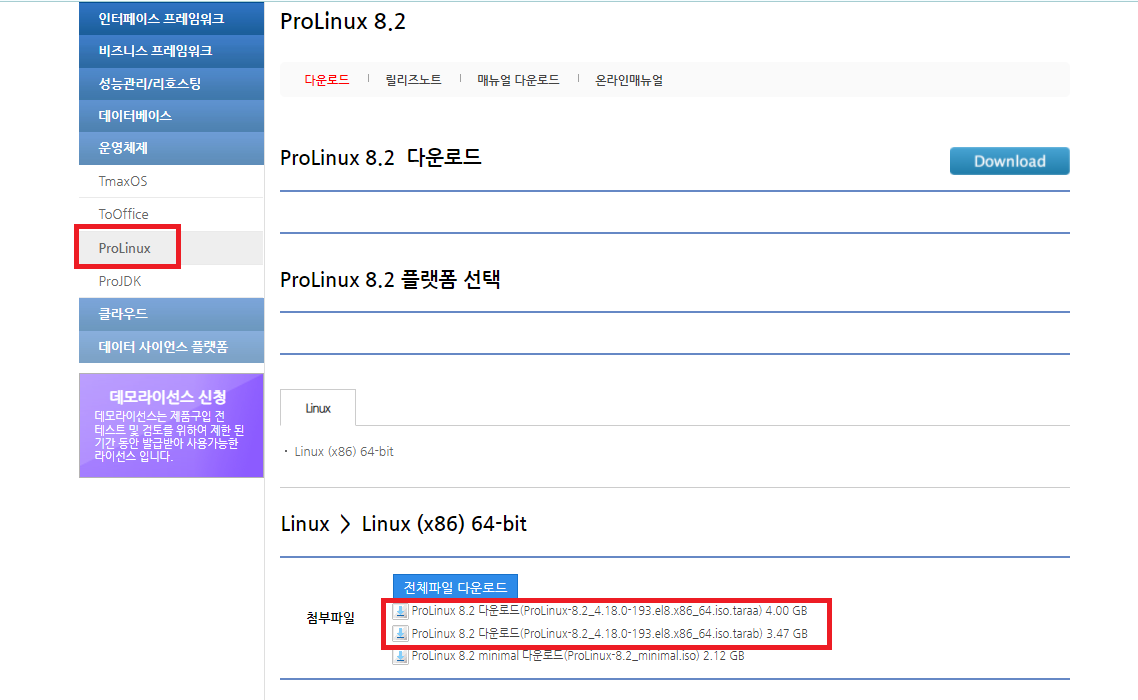 인터페이스 프레임워크
비즈니스 프레임워크
성능관리/리호스팅
데이터베이스
운영체제
TmaxOS
ToOffice
ProLinux
ProJDK
클라우드
데이터 사이언스 플랫폼
데모라이선스 신청
데모라이선스는 제품구입 전
테스트 및 검토를 위하여 제한 된
기간 동안 발급받아 사용가능한
라이선스 입니다.
ProLinux 8.2
다운로드 | 릴리즈노트 | 매뉴얼 다운로드 | 온라인매뉴얼
ProLinux 8.2 다운로드
Download
ProLinux 8.2 플랫폼 선택
Linux
· Linux (x86) 64-bit
Linux > Linux (x86) 64-bit
첨부파일
전체파일 다운로드
ProLinux 8.2 다운로드(ProLinux-8.2_4.18.0-193.el8.x86_64.iso.taraa) 4.00 GB
ProLinux 8.2 다운로드(ProLinux-8.2_4.18.0-193.el8.x86_64.iso.tarab) 3.47 GB
ProLinux 8.2 minimal 다운로드(ProLinux-8.2_minimal.iso) 2.12 GB